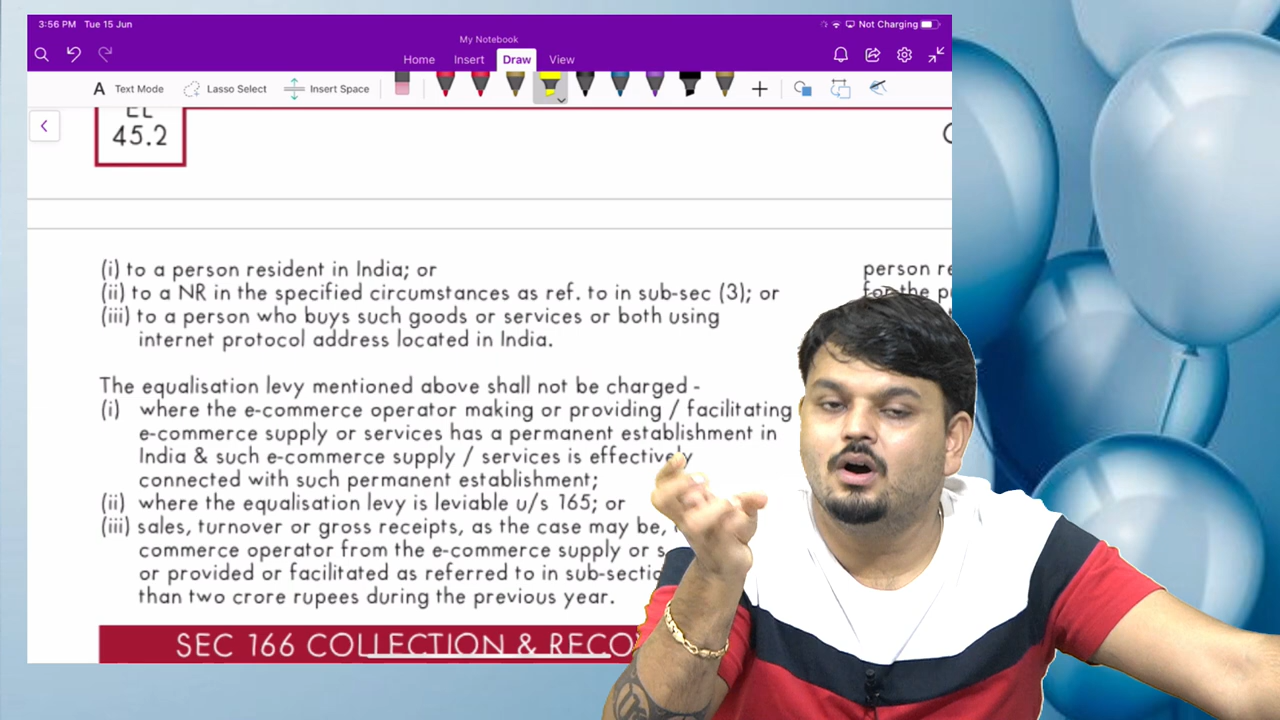 3:56 PM Tue 15 Jun
Not Charging
My Notebook
Home Insert Draw View
Text Mode Lasso Select Insert Space
EL
45.2
(i) to a person resident in India; or
(ii) to a NR in the specified circumstances as ref. to in sub-sec (3); or
(iii) to a person who buys such goods or services or both using
internet protocol address located in India.
The equalisation levy mentioned above shall not be charged -
(i) where the e-commerce operator making or providing / facilitating
e-commerce supply or services has a permanent establishment in
India & such e-commerce supply / services is effectively
connected with such permanent establishment;
(ii) where the equalisation levy is leviable u/s 165; or
(iii) sales, turnover or gross receipts, as the case may be,
commerce operator from the e-commerce supply or
or provided or facilitated as referred to in
than two crore rupees during the previous year.
SEC 166 COLLECTION &
person
for the